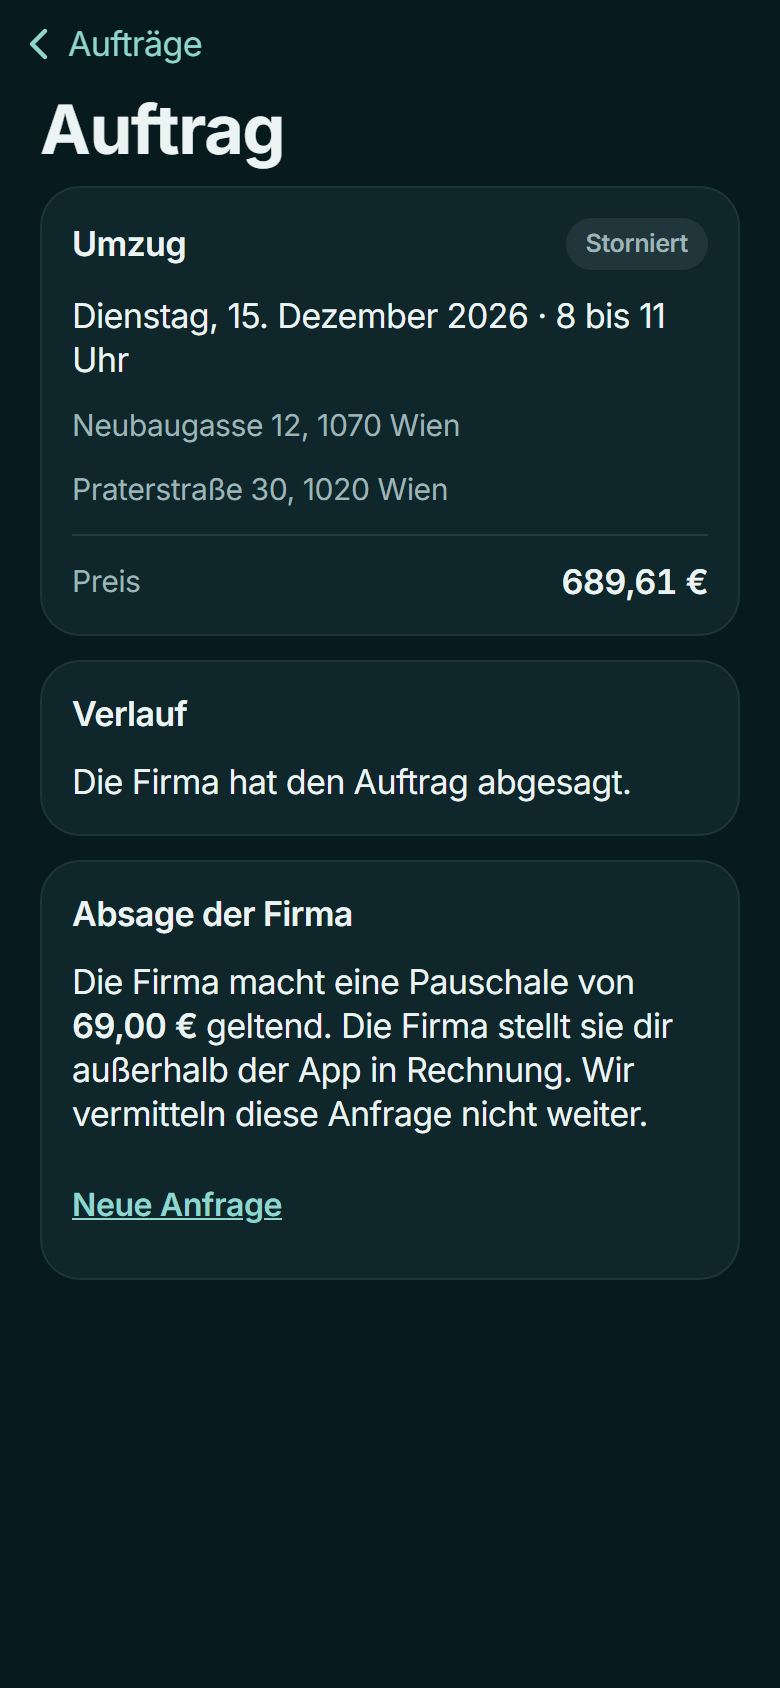 Aufträge
Auftrag
Umzug
Storniert
Dienstag, 15. Dezember 2026 · 8 bis 11
Uhr
Neubaugasse 12, 1070 Wien
Praterstraße 30, 1020 Wien
Preis
689,61 €
Verlauf
Die Firma hat den Auftrag abgesagt.
Absage der Firma
Die Firma macht eine Pauschale von
69,00 € geltend. Die Firma stellt sie dir
außerhalb der App in Rechnung. Wir
vermitteln diese Anfrage nicht weiter.
Neue Anfrage